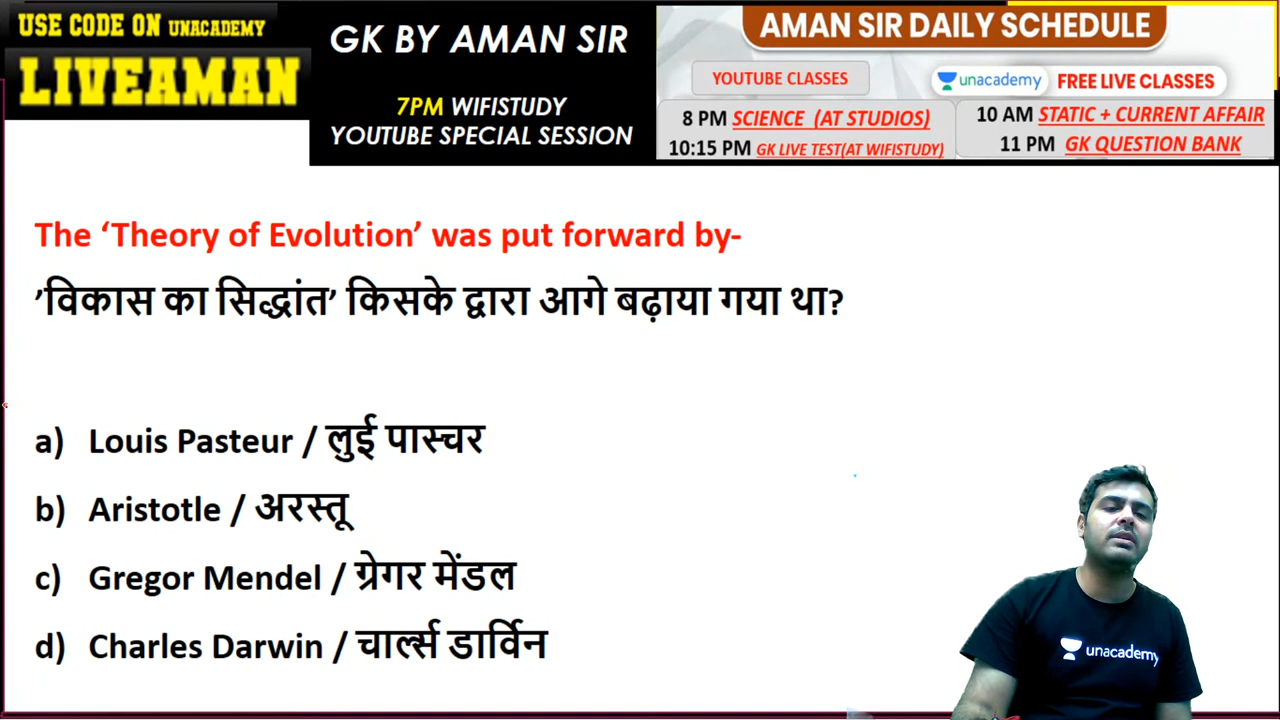 USE CODE ON UNACADEMY
LIVEAMAN
GK BY AMAN SIR
7PM WIFISTUDY
YOUTUBE SPECIAL SESSION
AMAN SIR DAILY SCHEDULE
YOUTUBE CLASSES
unacademy FREE LIVE CLASSES
8 PM SCIENCE (AT STUDIOS)
10:15 PM GK LIVE TEST(AT WIFISTUDY)
10 AM STATIC + CURRENT AFFAIR
11 PM GK QUESTION BANK
The ‘Theory of Evolution’ was put forward by-
’विकास का सिद्धांत’ किसके द्वारा आगे बढ़ाया गया था?
a) Louis Pasteur / लुई पास्चर
b) Aristotle / अरस्तू
c) Gregor Mendel / ग्रेगर मेंडल
d) Charles Darwin / चार्ल्स डार्विन
unacademy